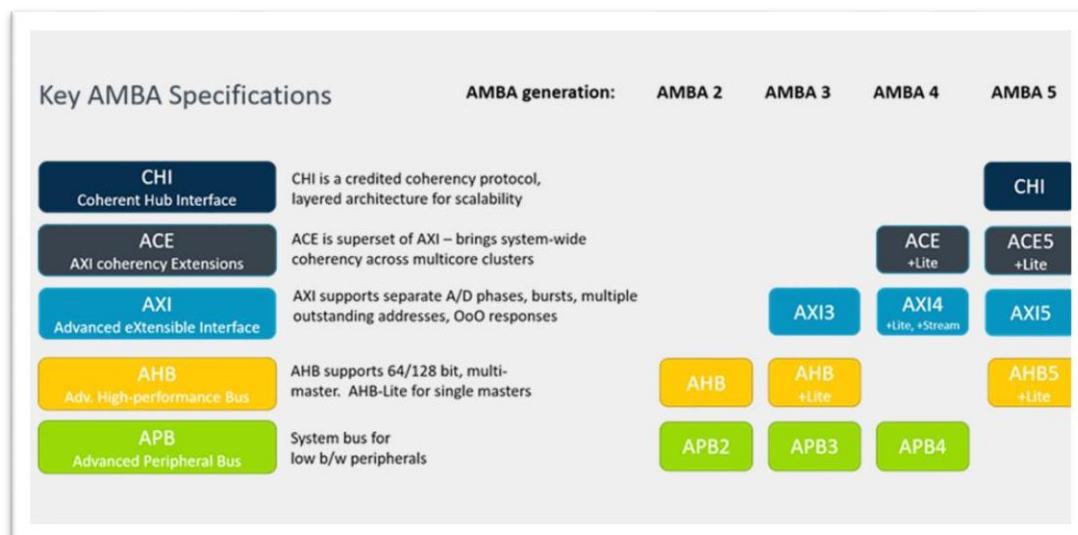 Key AMBA Specifications AMBA generation: AMBA 2 AMBA 3 AMBA 4 AMBA 5
CHI
Coherent Hub Interface
CHI is a credited coherency protocol,
layered architecture for scalability
CHI
ACE
AXI coherency Extensions
ACE is superset of AXI – brings system-wide
coherency across multicore clusters
ACE
+Lite
ACE5
+Lite
AXI
Advanced eXtensible Interface
AXI supports separate A/D phases, bursts, multiple
outstanding addresses, OoO responses
AXI3
AXI4
+Lite, +Stream
AXI5
AHB
Adv. High-performance Bus
AHB supports 64/128 bit, multi-
master. AHB-Lite for single masters
AHB
AHB
+Lite
AHB5
+Lite
APB
Advanced Peripheral Bus
System bus for
low b/w peripherals
APB2
APB3
APB4